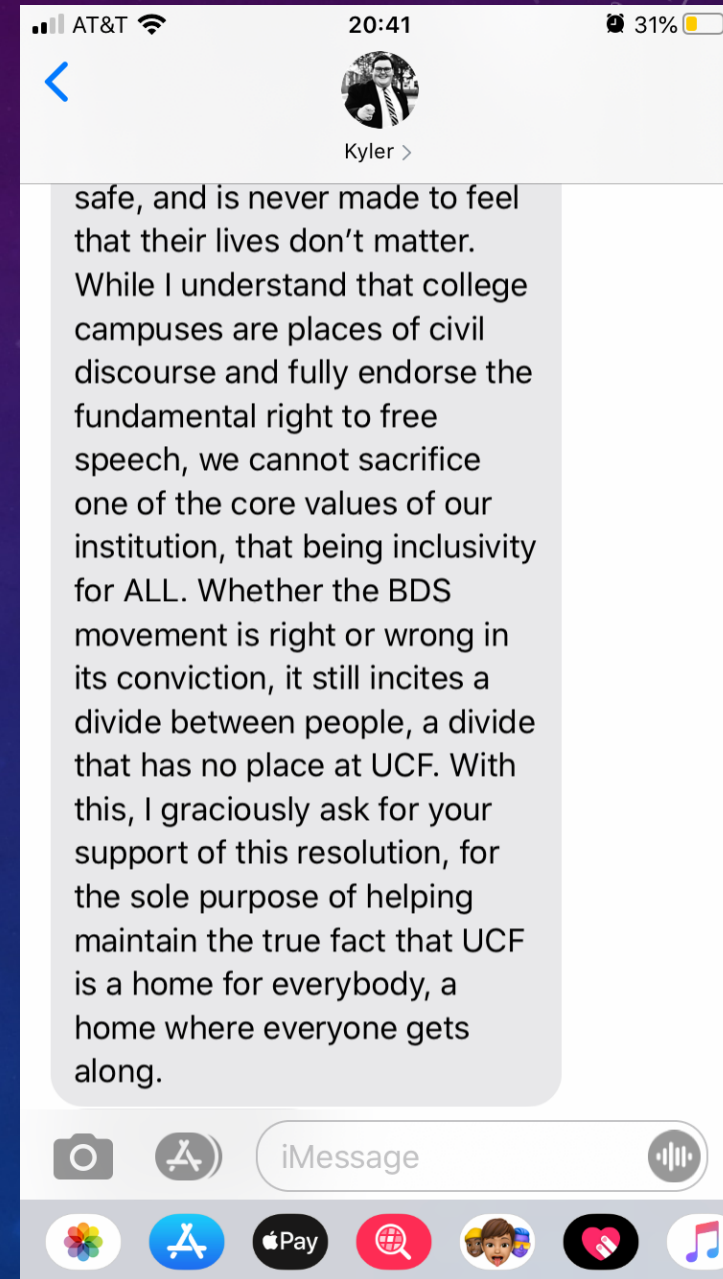 AT&T
20:41
31%
Kyler >
safe, and is never made to feel
that their lives don’t matter.
While I understand that college
campuses are places of civil
discourse and fully endorse the
fundamental right to free
speech, we cannot sacrifice
one of the core values of our
institution, that being inclusivity
for ALL. Whether the BDS
movement is right or wrong in
its conviction, it still incites a
divide between people, a divide
that has no place at UCF. With
this, I graciously ask for your
support of this resolution, for
the sole purpose of helping
maintain the true fact that UCF
is a home for everybody, a
home where everyone gets
along.
iMessage
Pay